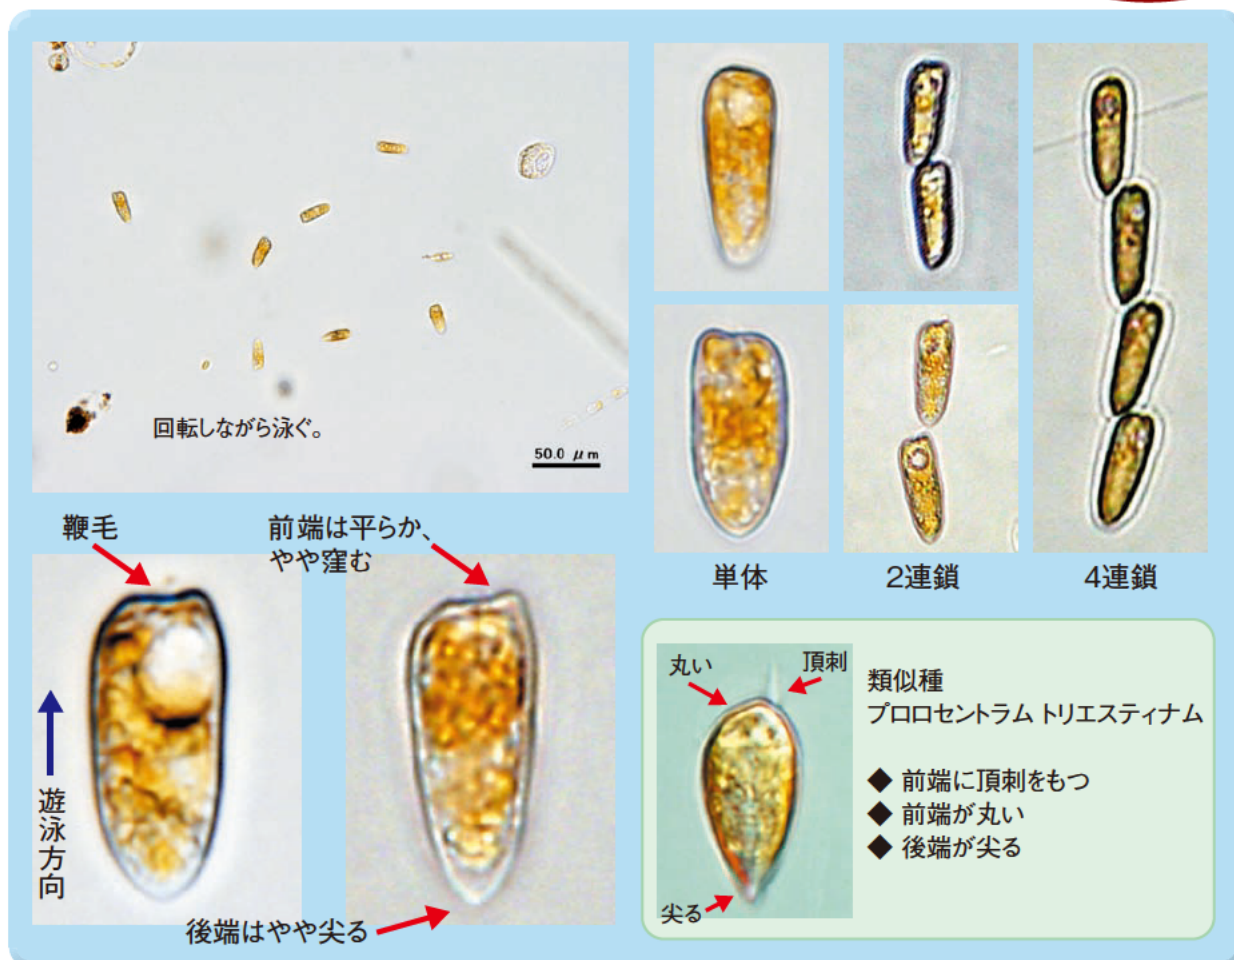 回転しながら泳ぐ。
50.0 μm
単体
2連鎖
4連鎖
鞭毛
前端は平らか、
やや窪む
遊泳方向
後端はやや尖る
丸い
頂刺
尖る
類似種
プロロセントラム トリエスティナム
◆ 前端に頂刺をもつ
◆ 前端が丸い
◆ 後端が尖る